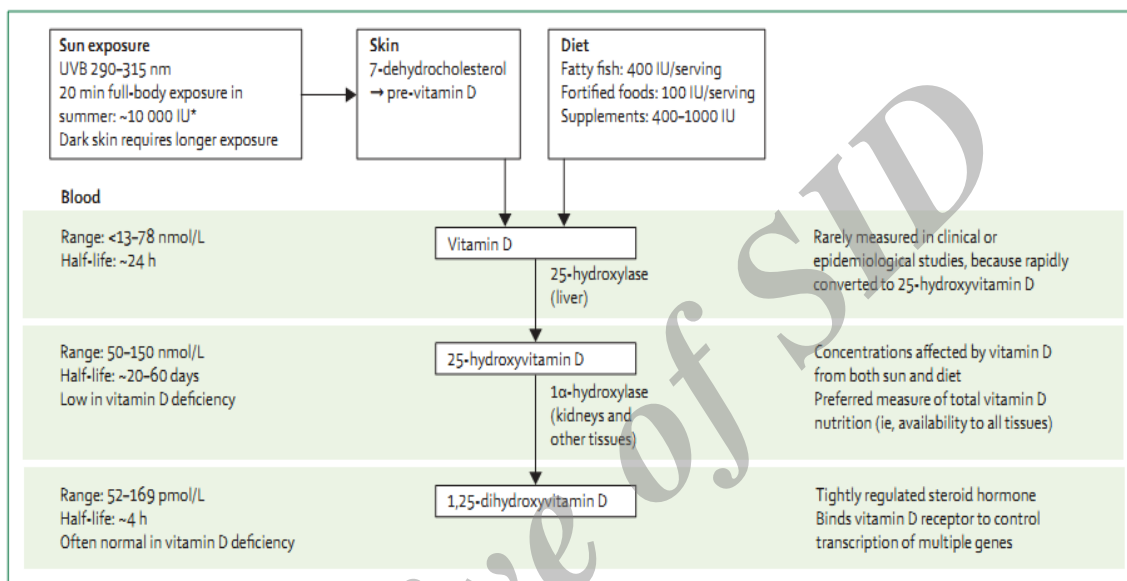 Sun exposure
UVB 290–315 nm
20 min full-body exposure in
summer: ~10 000 IU*
Dark skin requires longer exposure
Skin
7-dehydrocholesterol
→ pre-vitamin D
Diet
Fatty fish: 400 IU/serving
Fortified foods: 100 IU/serving
Supplements: 400–1000 IU
Blood
Range: <13–78 nmol/L
Half-life: ~24 h
Vitamin D
25-hydroxylase
(liver)
Rarely measured in clinical or
epidemiological studies, because rapidly
converted to 25-hydroxyvitamin D
Range: 50–150 nmol/L
Half-life: ~20–60 days
Low in vitamin D deficiency
25-hydroxyvitamin D
1α-hydroxylase
(kidneys and
other tissues)
Concentrations affected by vitamin D
from both sun and diet
Preferred measure of total vitamin D
nutrition (ie, availability to all tissues)
Range: 52–169 pmol/L
Half-life: ~4 h
Often normal in vitamin D deficiency
1,25-dihydroxyvitamin D
Tightly regulated steroid hormone
Binds vitamin D receptor to control
transcription of multiple genes
ve of SID